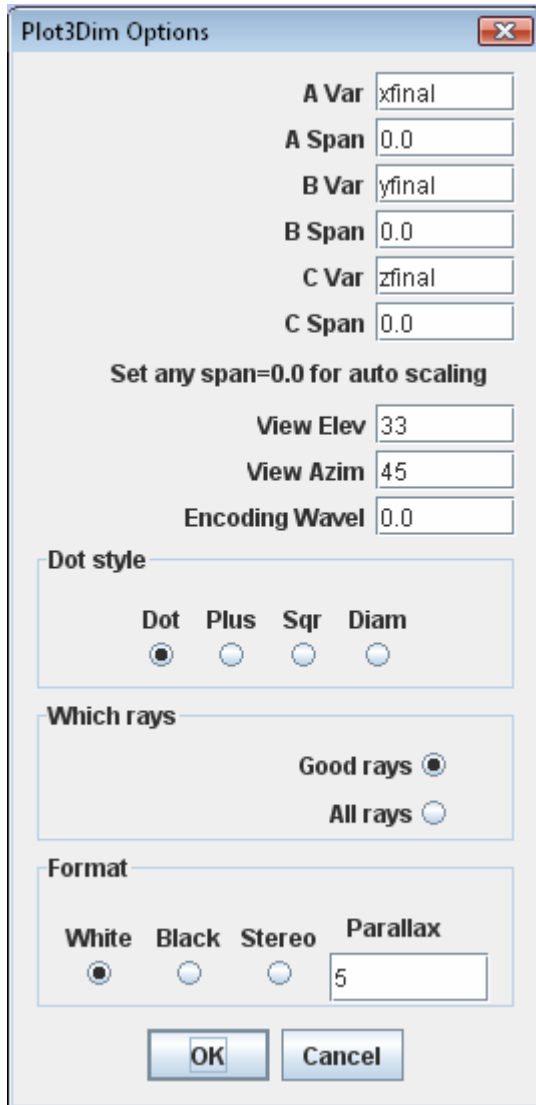 Plot3Dim Options
A Var xfinal
A Span 0.0
B Var yfinal
B Span 0.0
C Var zfinal
C Span 0.0
Set any span=0.0 for auto scaling
View Elev 33
View Azim 45
Encoding Wavel 0.0
Dot style
Dot Plus Sqr Diam
Which rays
Good rays
All rays
Format
White Black Stereo Parallax
5
OK Cancel